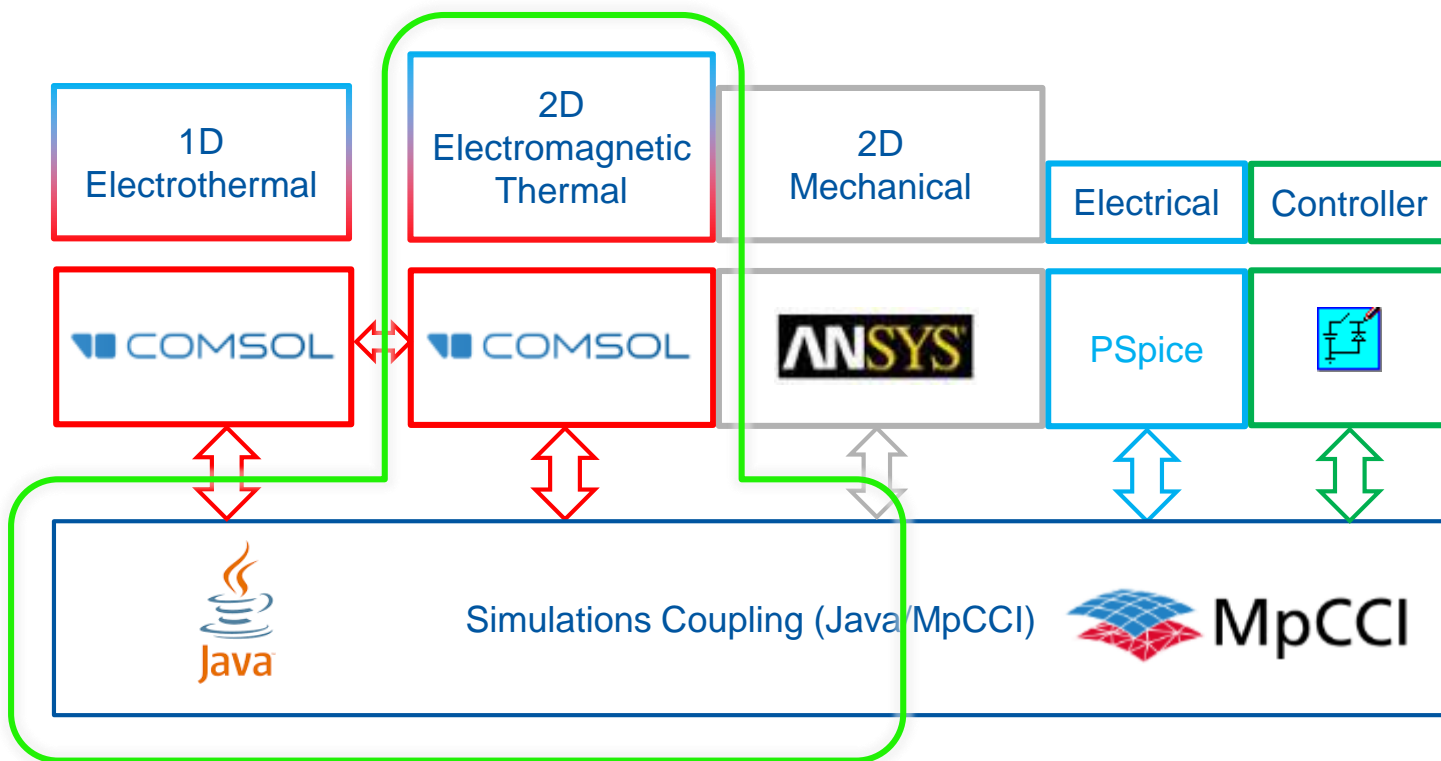 1D
Electrothermal
2D
Electromagnetic
Thermal
2D
Mechanical
Electrical
Controller
COMSOL
COMSOL
ANSYS
PSpice
Java
Simulations Coupling (Java/MpCCI)
MpCCI